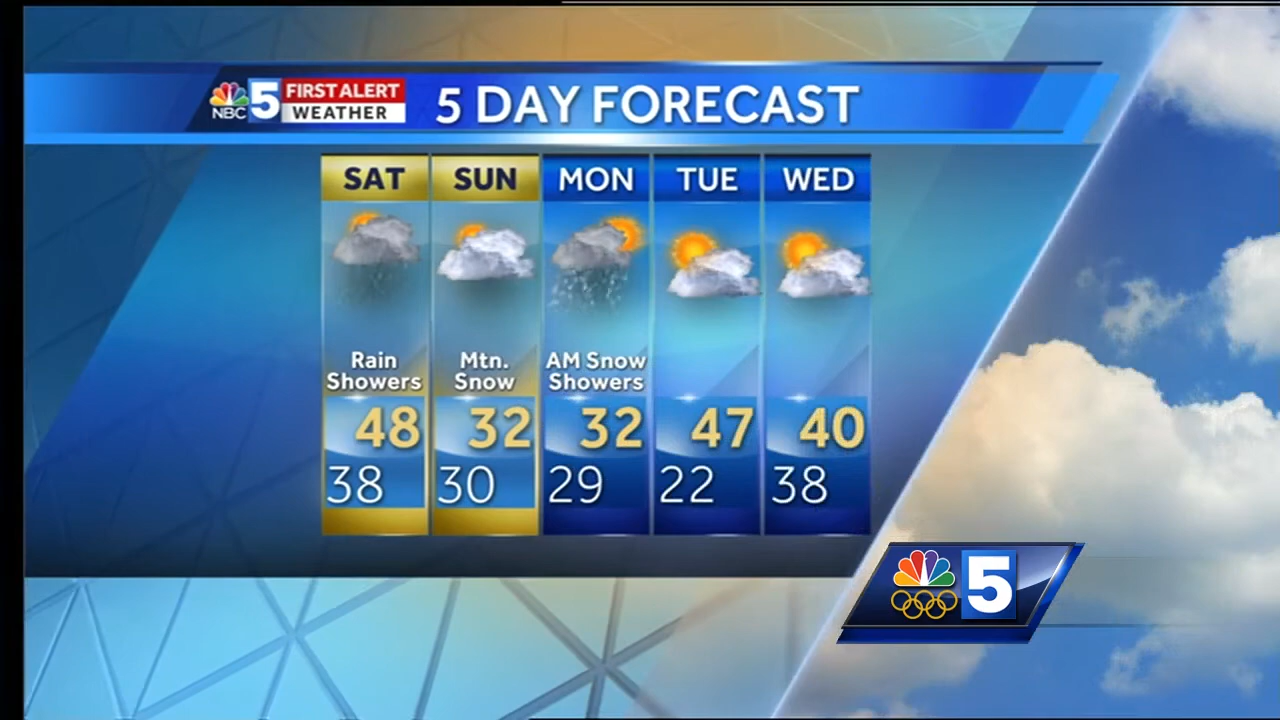 NBC 5 FIRST ALERT WEATHER 5 DAY FORECAST
SAT SUN MON TUE WED
Rain Showers Mtn. Snow AM Snow Showers
48 32 32 47 40
38 30 29 22 38
5